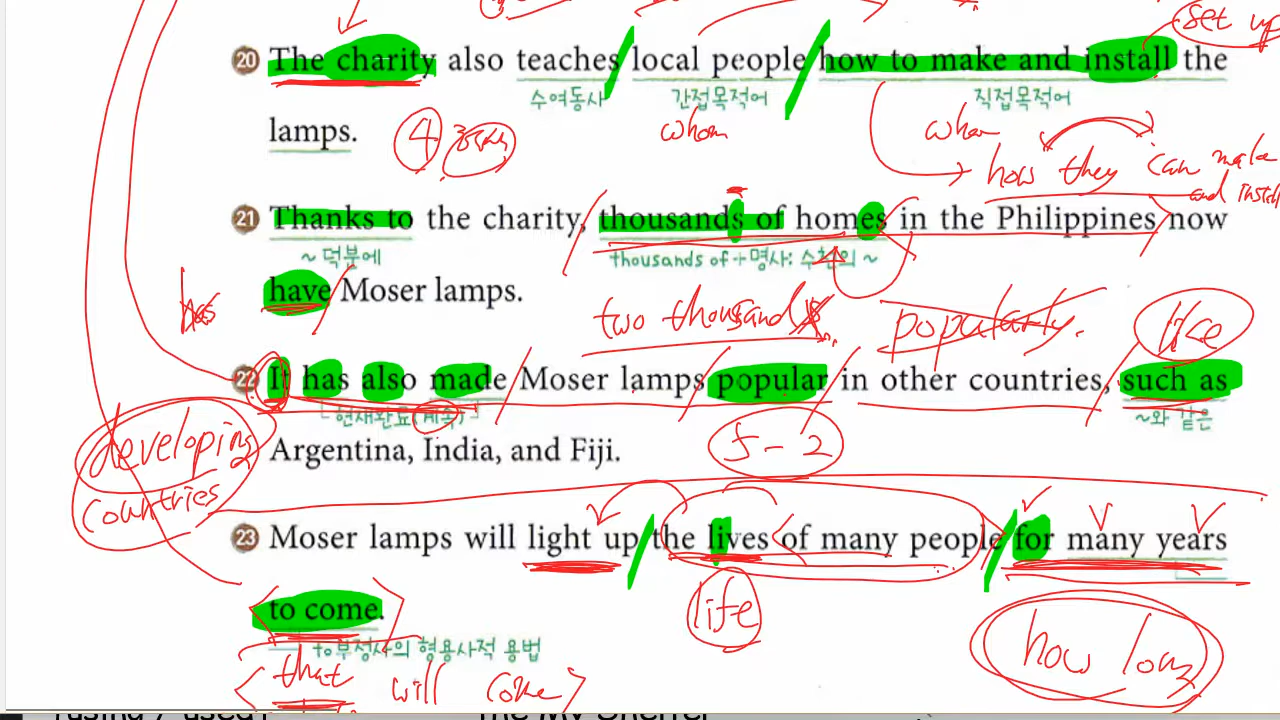 set up
20 The charity also teaches local people how to make and install the
수여동사 간접목적어 직접목적어
lamps. 4 whom
how they can make
and install
21 Thanks to the charity, thousands of homes in the Philippines now
~ 덕분에 thousands of + 명사: 수천의 ~
has have Moser lamps.
two thousand popularly. like
22 It has also made Moser lamps popular in other countries, such as
현재완료(계속) ~와 같은
developing Argentina, India, and Fiji. 5-2
countries
23 Moser lamps will light up the lives of many people for many years
life
to come.
to부정사의 형용사적 용법 how long
that will come